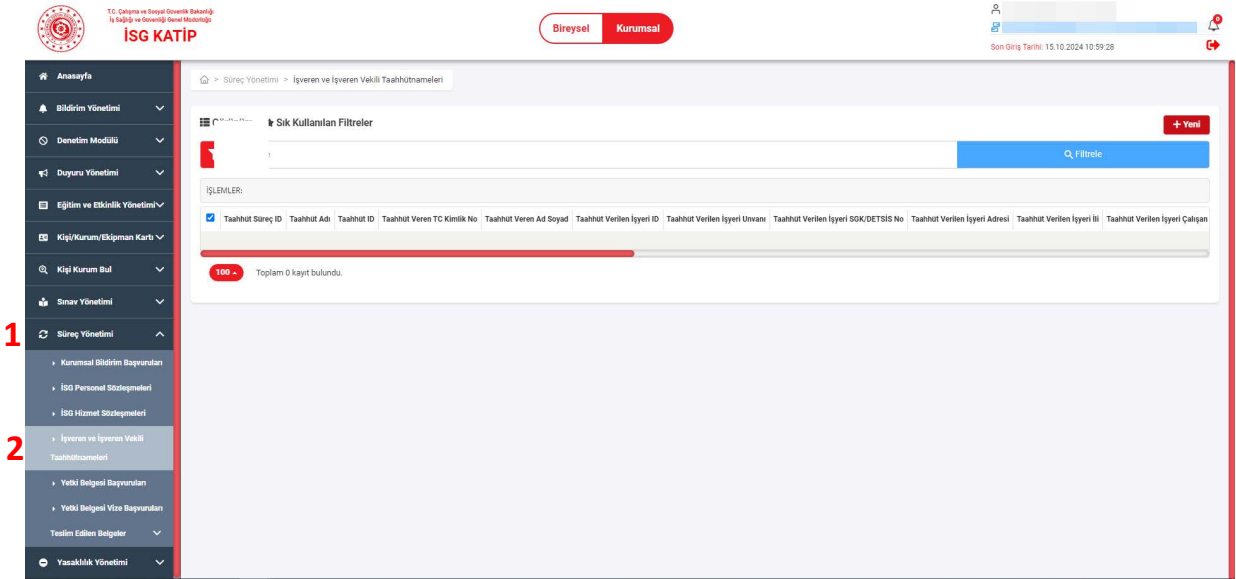 T.C. Çalışma ve Sosyal Güvenlik Bakanlığı
İş Sağlığı ve Güvenliği Genel Müdürlüğü
İSG KATİP
Bireysel
Kurumsal
0
Son Giriş Tarihi: 15.10.2024 10:59:28
Anasayfa
Bildirim Yönetimi
Denetim Modülü
Duyuru Yönetimi
Eğitim ve Etkinlik Yönetimi
Kişi/Kurum/Ekipman Kartı
Kişi Kurum Bul
Sınav Yönetimi
1
Süreç Yönetimi
Kurumsal Bildirim Başvuruları
İSG Personel Sözleşmeleri
İSG Hizmet Sözleşmeleri
2
İşveren ve İşveren Vekili
Taahhütnameleri
Yetki Belgesi Başvuruları
Yetki Belgesi Vize Başvuruları
Teslim Edilen Belgeler
Yasaklılık Yönetimi
> Süreç Yönetimi > İşveren ve İşveren Vekili Taahhütnameleri
Sık Kullanılan Filtreler
+ Yeni
Filtrele
İŞLEMLER:
Taahhüt Süreç ID Taahhüt Adı Taahhüt ID Taahhüt Veren TC Kimlik No Taahhüt Veren Ad Soyad Taahhüt Verilen İşyeri ID Taahhüt Verilen İşyeri Unvanı Taahhüt Verilen İşyeri SGK/DETSİS No Taahhüt Verilen İşyeri Adresi Taahhüt Verilen İşyeri İli Taahhüt Verilen İşyeri Çalışan
100
Toplam 0 kayıt bulundu.